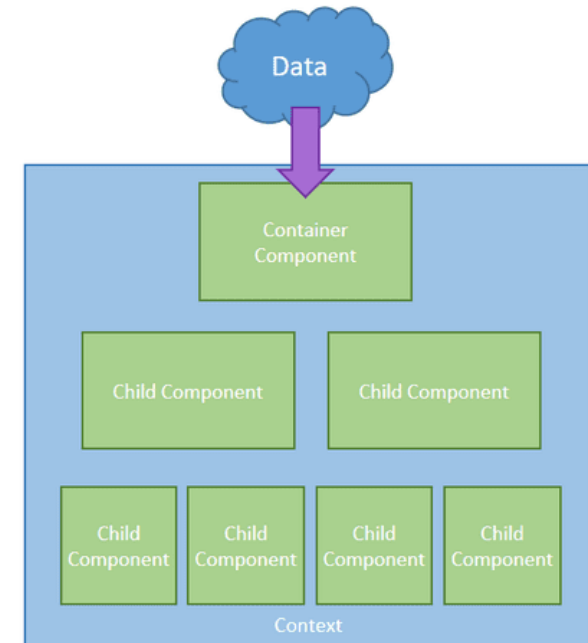 Data
Container
Component
Child Component
Child Component
Child
Component
Child
Component
Child
Component
Child
Component
Context